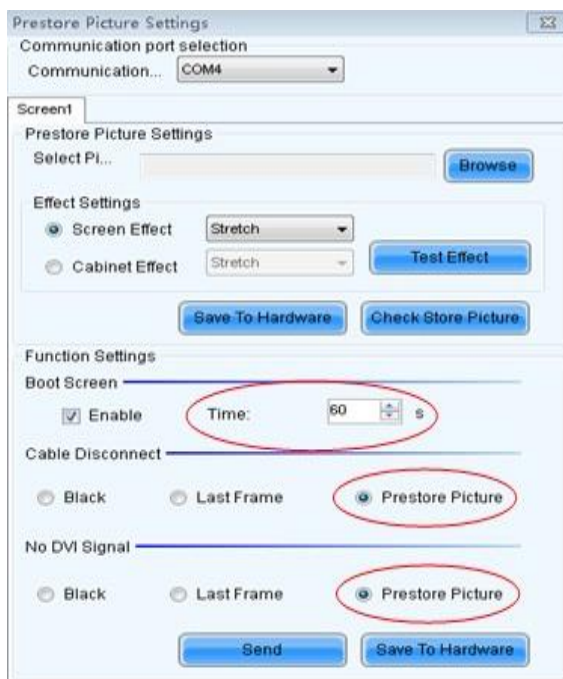 Prestore Picture Settings
Communication port selection
Communication... COM4
Screen1
Prestore Picture Settings
Select Pi... Browse
Effect Settings
Screen Effect Stretch
Cabinet Effect Stretch
Test Effect
Save To Hardware Check Store Picture
Function Settings
Boot Screen
Enable Time: 60 s
Cable Disconnect
Black Last Frame Prestore Picture
No DVI Signal
Black Last Frame Prestore Picture
Send Save To Hardware